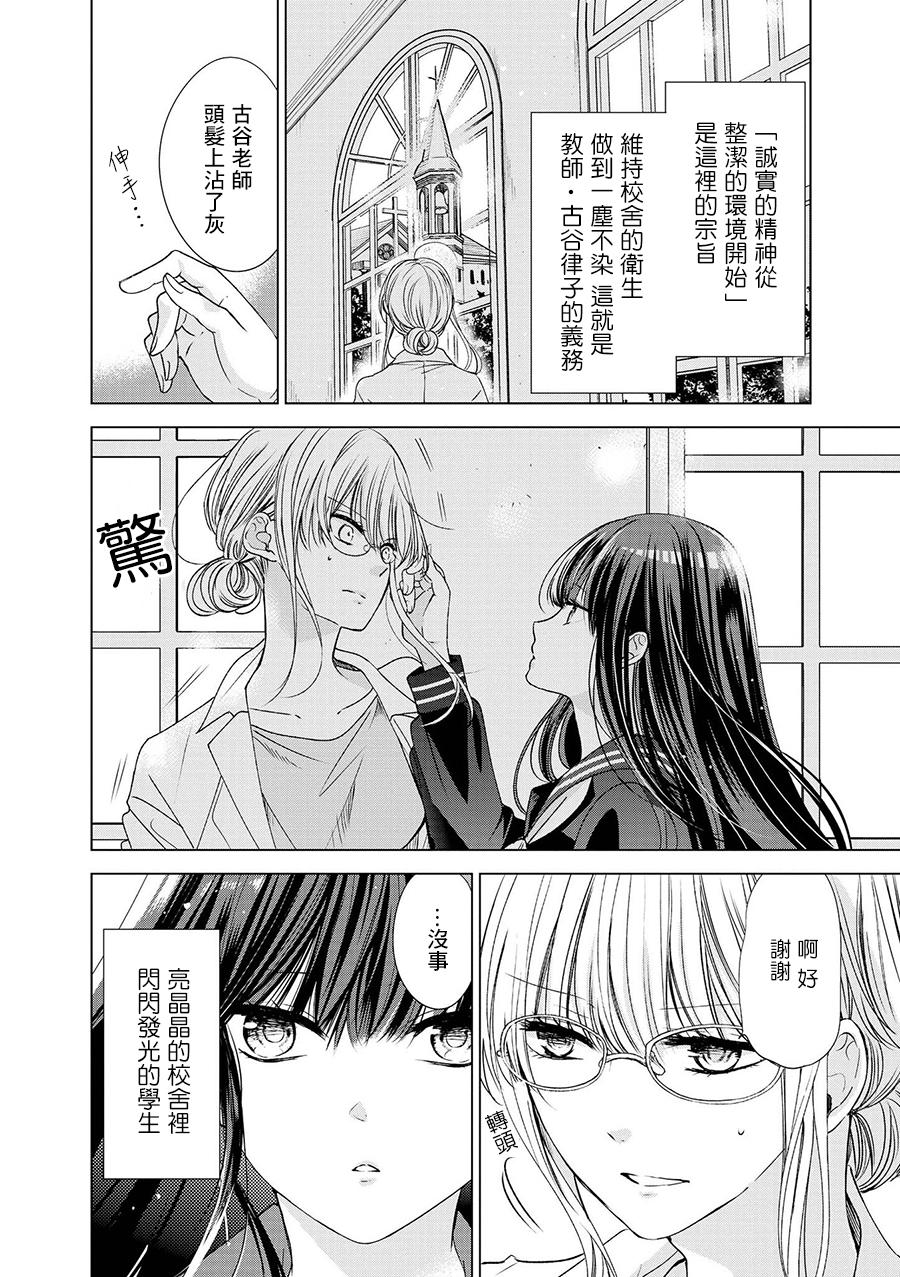 「誠實的精神從
整潔的環境開始」
是這裡的宗旨
維持校舍的衛生
做到一塵不染 這就是
教師・古谷律子的義務
古谷老師
頭髮上沾了灰
伸手…
驚
啊 好
謝謝
轉頭
…沒事
亮晶晶的校舍裡
閃閃發光的學生